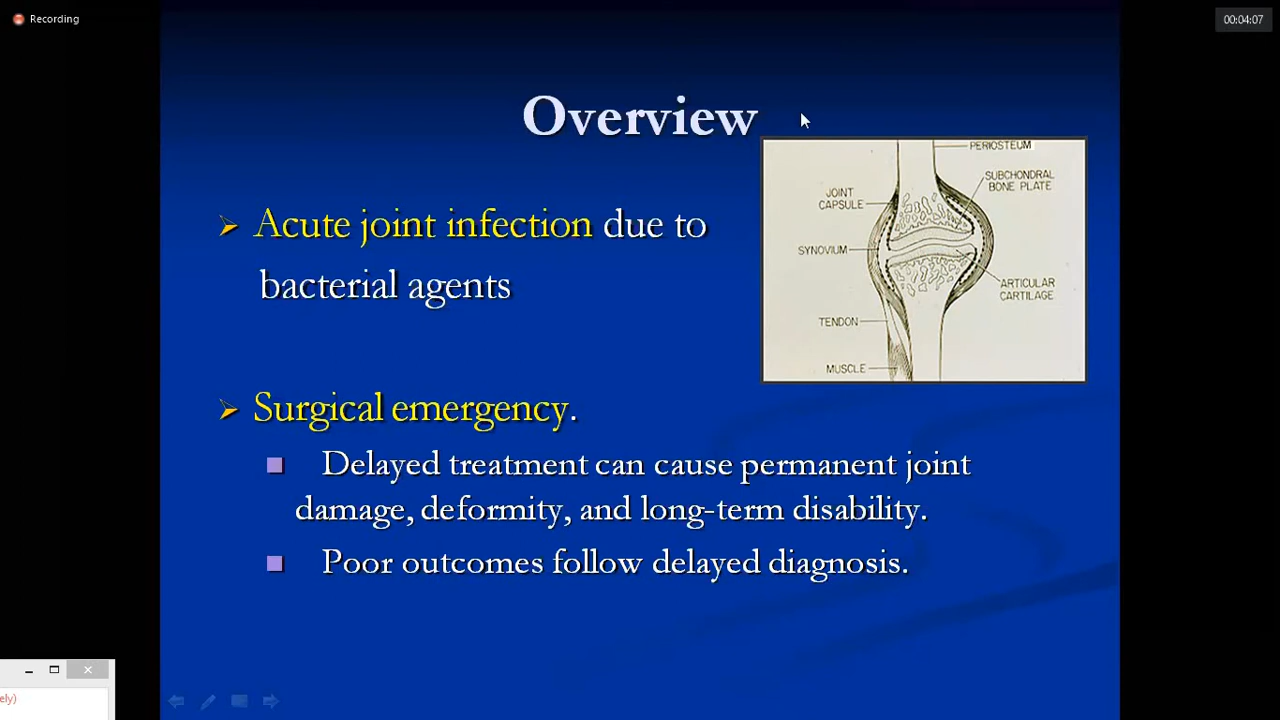 Recording
00:04:07
Overview
Acute joint infection due to
bacterial agents
PERIOSTEUM
SUBCHONDRAL
BONE PLATE
JOINT
CAPSULE
SYNOVIUM
ARTICULAR
CARTILAGE
TENDON
MUSCLE
Surgical emergency.
Delayed treatment can cause permanent joint
damage, deformity, and long-term disability.
Poor outcomes follow delayed diagnosis.
ely)